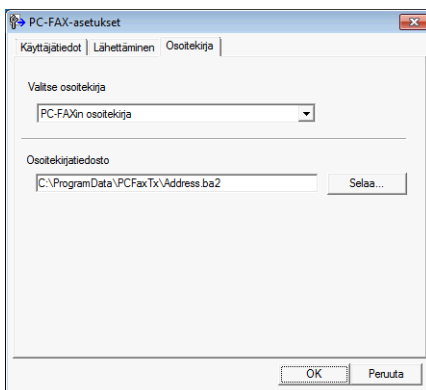 PC-FAX-asetukset
Käyttäjätiedot Lähettäminen Osoitekirja
Valitse osoitekirja
PC-FAXin osoitekirja
Osoitekirjatiedosto
C:\ProgramData\PCFaxTx\Address.ba2 Selaa...
OK Peruuta